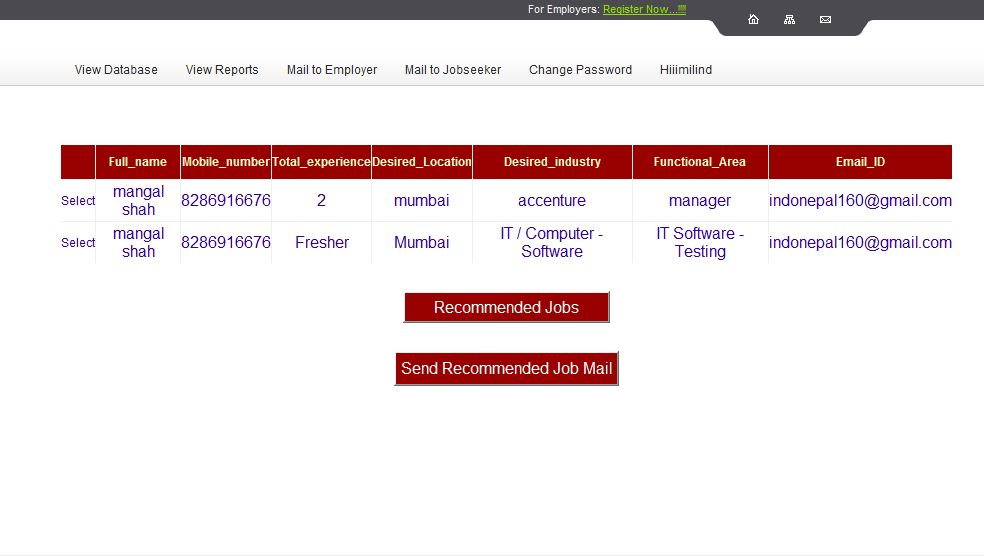 For Employers: Register Now...!!!!
View Database View Reports Mail to Employer Mail to Jobseeker Change Password Hiiimilind
Full_name Mobile_number Total_experience Desired_Location Desired_industry Functional_Area Email_ID
Select mangal shah 8286916676 2 mumbai accenture manager indonepal160@gmail.com
Select mangal shah 8286916676 Fresher Mumbai IT / Computer - Software IT Software - Testing indonepal160@gmail.com
Recommended Jobs
Send Recommended Job Mail